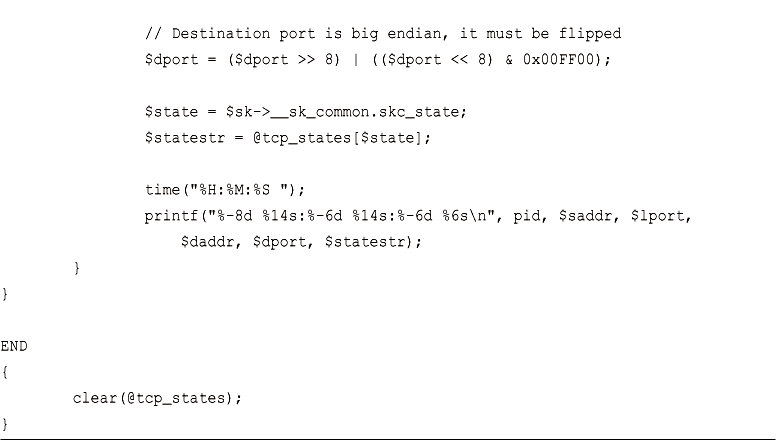 // Destination port is big endian, it must be flipped
$dport = ($dport >> 8) | (($dport << 8) & 0x00FF00);
$state = $sk->__sk_common.skc_state;
$statestr = @tcp_states[$state];
time("%H:%M:%S ");
printf("%-8d %14s:%-6d %14s:%-6d %6s\n", pid, $saddr, $lport,
$daddr, $dport, $statestr);
}
}
END
{
clear(@tcp_states);
}